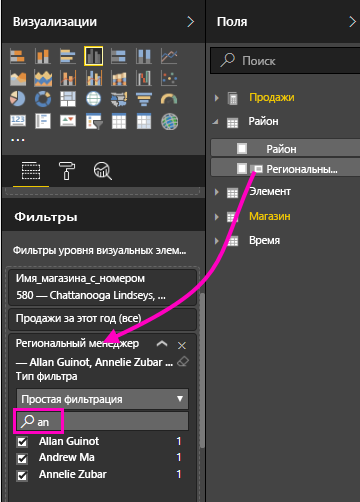 Визуализации
...
Фильтры
Фильтры уровня визуальных элем...
Имя_магазина_с_номером
580 — Chattanooga Lindseys, ...
Продажи за этот год (все)
Региональный менеджер
— Allan Guinot, Annelie Zubar ...
Тип фильтра
Простая фильтрация
an
Allan Guinot 1
Andrew Ma 1
Annelie Zubar 1
Поля
Поиск
Продажи
Район
Район
Региональны...
Элемент
Магазин
Время